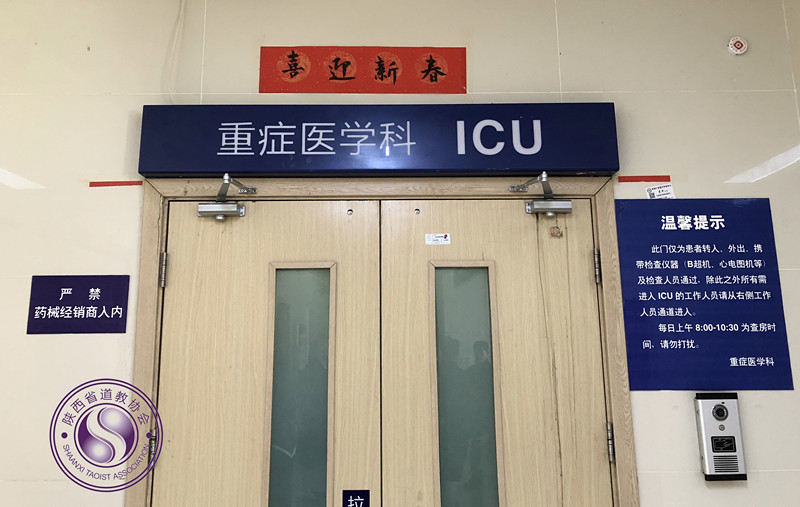 喜迎新春
重症医学科 ICU
严 禁
药械经销商入内
温馨提示
此门仅为患者转入、外出、携
带检查仪器（B超机、心电图机等）
及检查人员通过，除此之外所有需
进入 ICU 的工作人员请从右侧工作
人员通道进入。
每日上午 8:00-10:30 为查房时
间，请勿打扰。
重症医学科
拉
陕西省道教协会
SHAANXI TAOIST ASSOCIATION